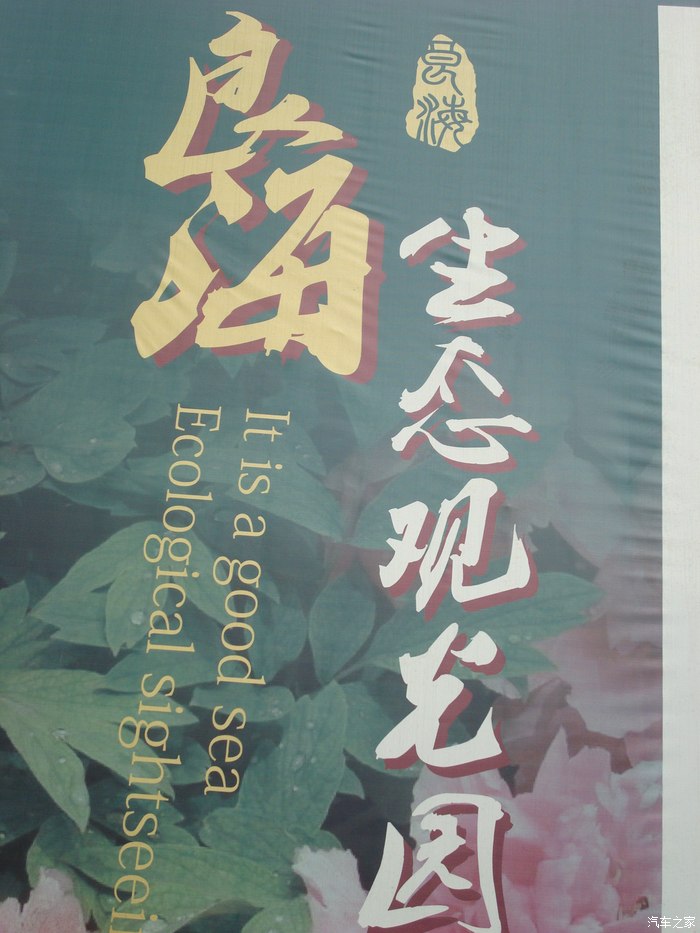 良海
良海
生态观光园
It is a good sea
Ecological sightseei
汽车之家